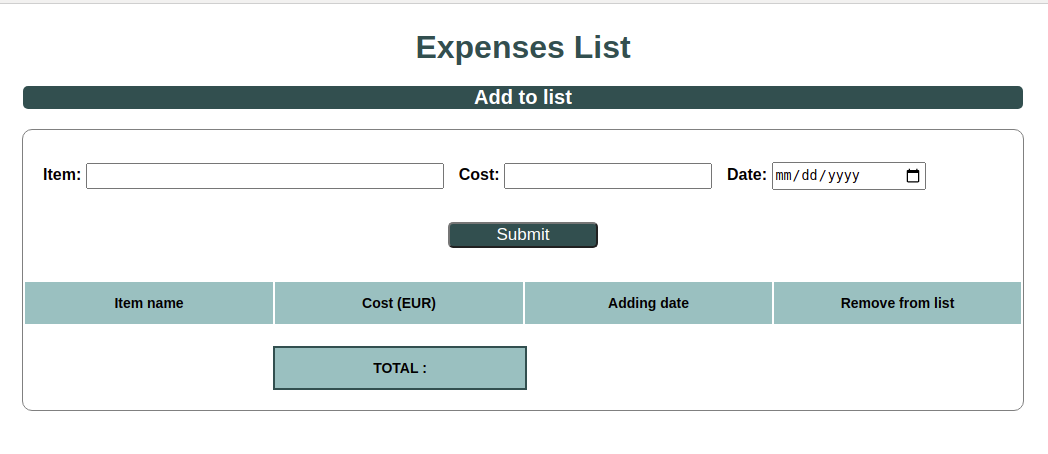 Expenses List
Add to list
Item: Cost: Date: mm/dd/yyyy
Submit
Item name Cost (EUR) Adding date Remove from list
TOTAL :